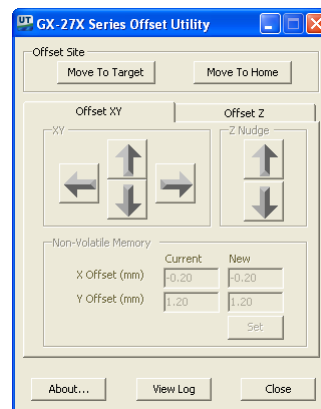 UT GX-27X Series Offset Utility
Offset Site
Move To Target Move To Home
Offset XY Offset Z
XY Z Nudge
Non-Volatile Memory
Current New
X Offset (mm) -0.20 -0.20
Y Offset (mm) 1.20 1.20
Set
About... View Log Close